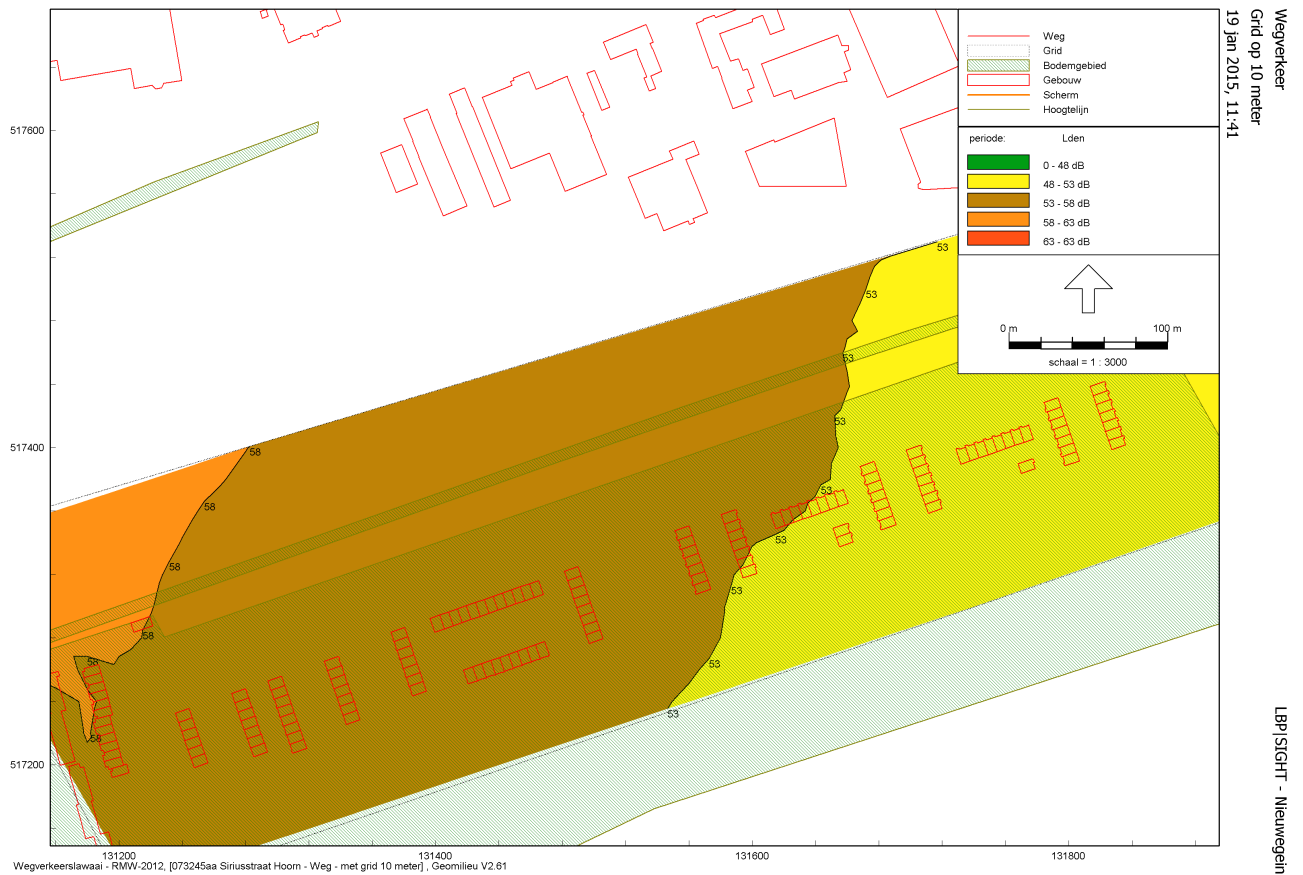 Wegverkeer
Grid op 10 meter
19 jan 2015, 11:41
Weg
Grid
Bodemgebied
Gebouw
Scherm
Hoogtelijn
periode: Lden
0 - 48 dB
48 - 53 dB
53 - 58 dB
58 - 63 dB
63 - 63 dB
0 m 100 m
schaal = 1 : 3000
517600
517400
517200
53
53
53
53
53
53
53
53
53
58
58
58
58
58
58
131200 131400 131600 131800
Wegverkeerslawaai - RMW-2012, [073245aa Siriusstraat Hoorn - Weg - met grid 10 meter] , Geomilieu V2.61
LBP|SIGHT - Nieuwegein